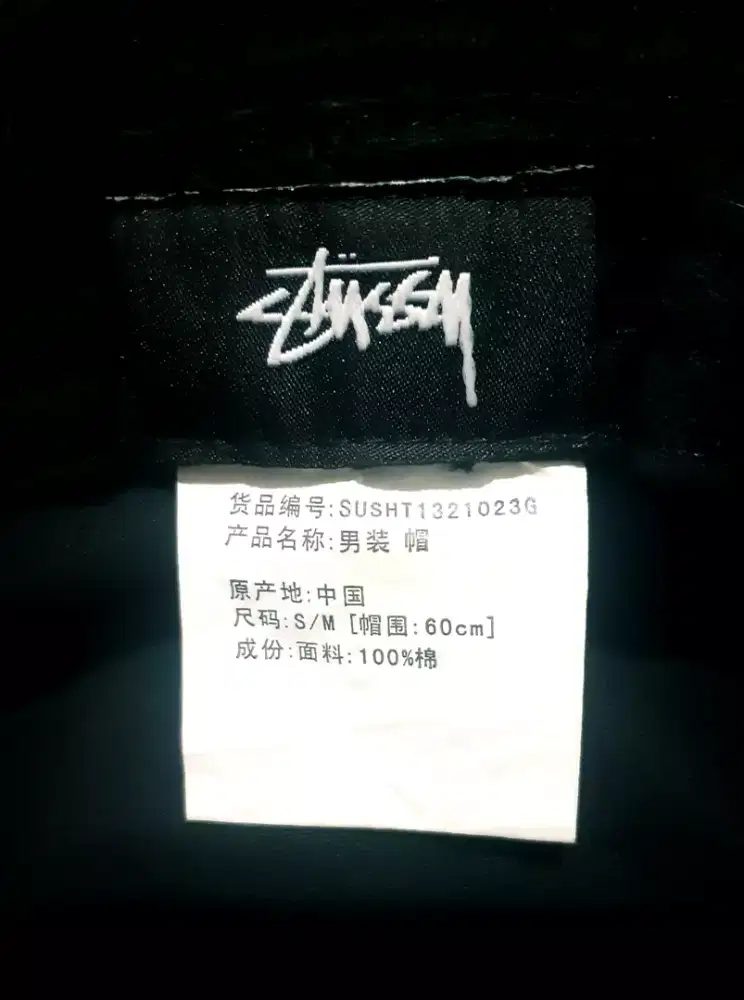 Stüssy
货品编号:SUSHT1321023G
产品名称:男装 帽
原产地:中国
尺码:S/M [帽围:60cm]
成份:面料:100%棉